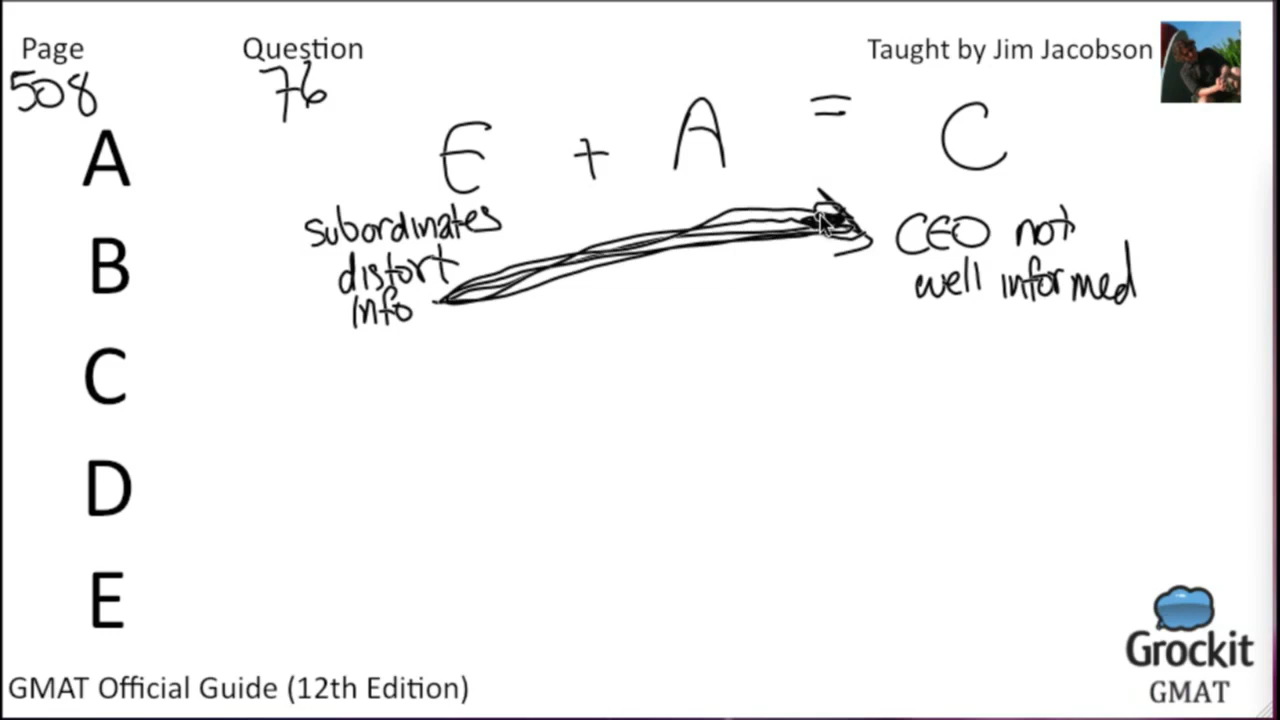 Page Question Taught by Jim Jacobson
508 76
E + A = C
subordinates
distort
info
CEO not
well informed
A
B
C
D
E
Grockit
GMAT
GMAT Official Guide (12th Edition)